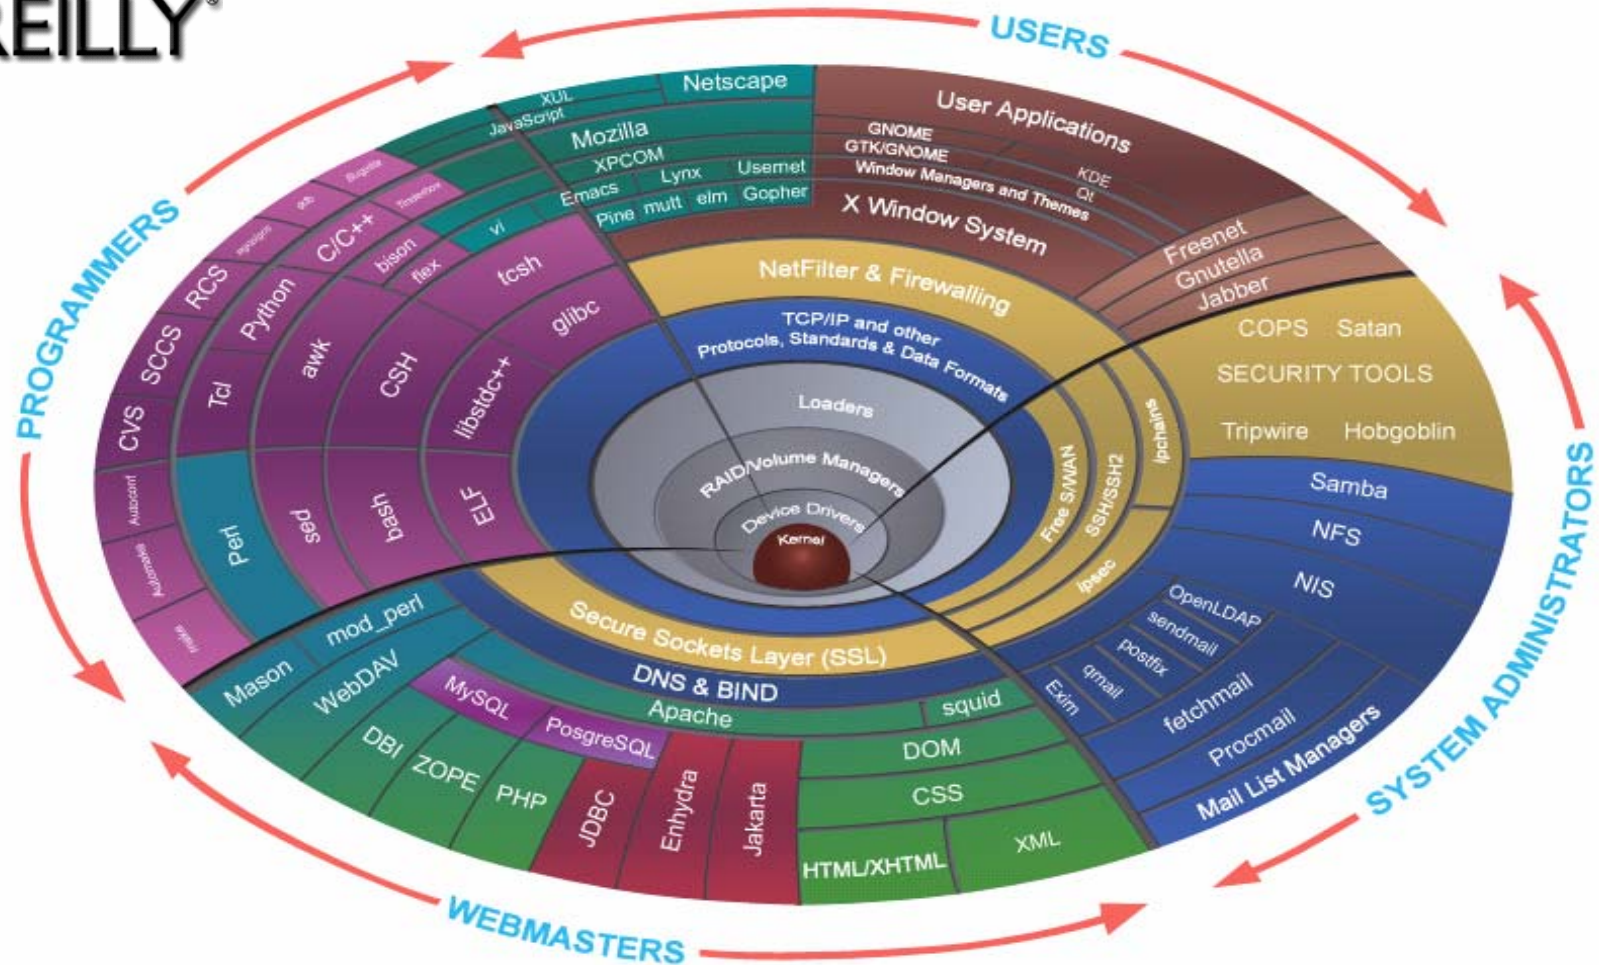 REILLY®
USERS
PROGRAMMERS
SYSTEM ADMINISTRATORS
WEBMASTERS
XUL
Netscape
JavaScript
Mozilla
XPCOM
Emacs
Lynx
Usernet
Pine
mutt
elm
Gopher
vi
User Applications
GNOME
KDE
GTK/GNOME
Qt
Window Managers and Themes
X Window System
Freenet
Gnutella
Jabber
NetFilter & Firewalling
TCP/IP and other
Protocols, Standards & Data Formats
Loaders
RAID/Volume Managers
Device Drivers
Kernel
Bugzilla
Tinderbox
gdb
C/C++
bison
flex
tcsh
glibc
RCS
Python
awk
CSH
libstdc++
SCCS
Tcl
CVS
Autoconf
Perl
sed
bash
ELF
Automake
make
COPS
Satan
SECURITY TOOLS
Tripwire
Hobgoblin
ipchains
Free S/WAN
SSH/SSH2
ipsec
Samba
NFS
NIS
OpenLDAP
sendmail
postfix
qmail
Exim
fetchmail
Procmail
Mail List Managers
Secure Sockets Layer (SSL)
DNS & BIND
Apache
squid
mod_perl
Mason
WebDAV
MySQL
PosgreSQL
DBI
ZOPE
PHP
JDBC
Enhydra
Jakarta
DOM
CSS
HTML/XHTML
XML